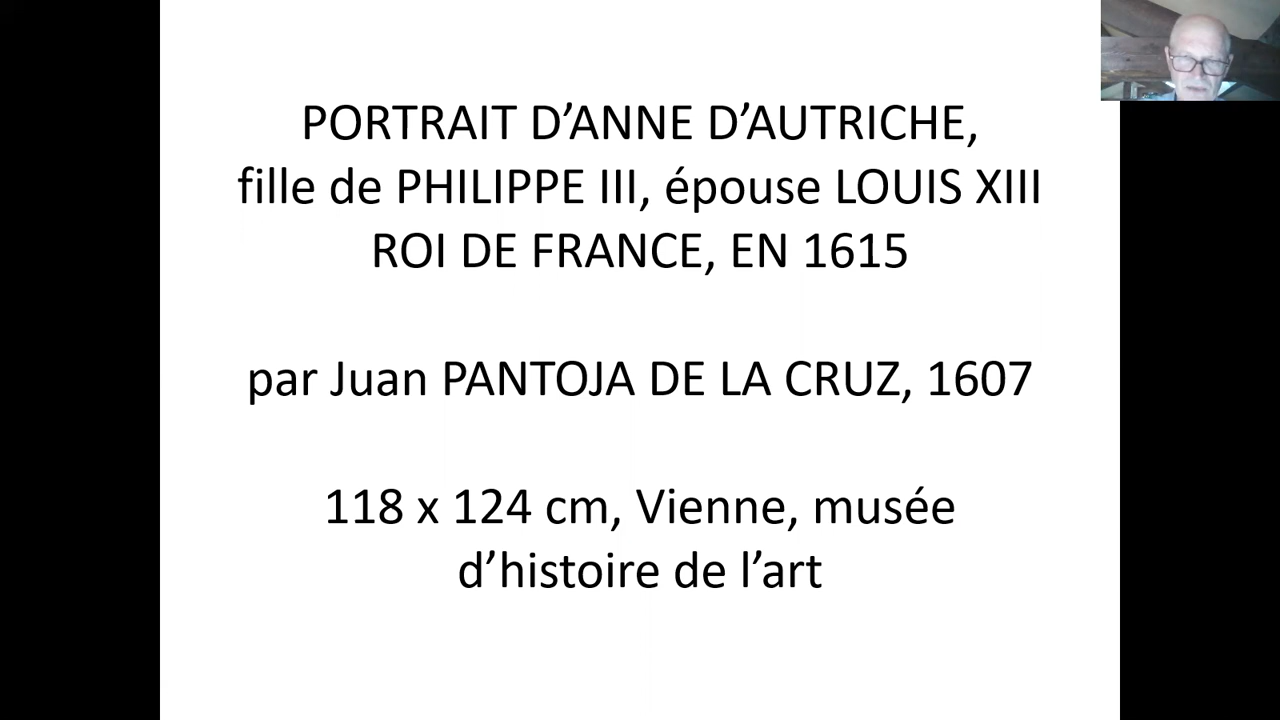 PORTRAIT D’ANNE D’AUTRICHE,
fille de PHILIPPE III, épouse LOUIS XIII
ROI DE FRANCE, EN 1615
par Juan PANTOJA DE LA CRUZ, 1607
118 x 124 cm, Vienne, musée
d’histoire de l’art